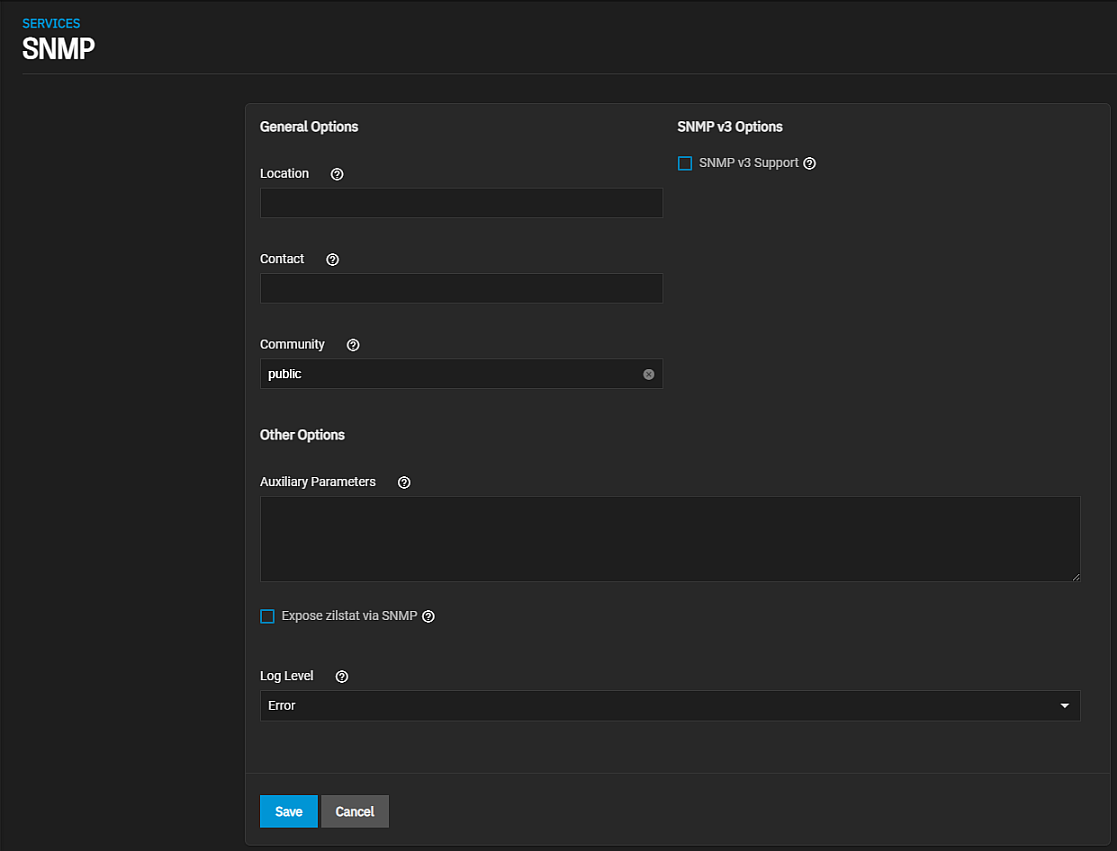 SERVICES
SNMP
General Options
Location
Contact
Community
public
SNMP v3 Options
SNMP v3 Support
Other Options
Auxiliary Parameters
Expose zilstat via SNMP
Log Level
Error
Save Cancel